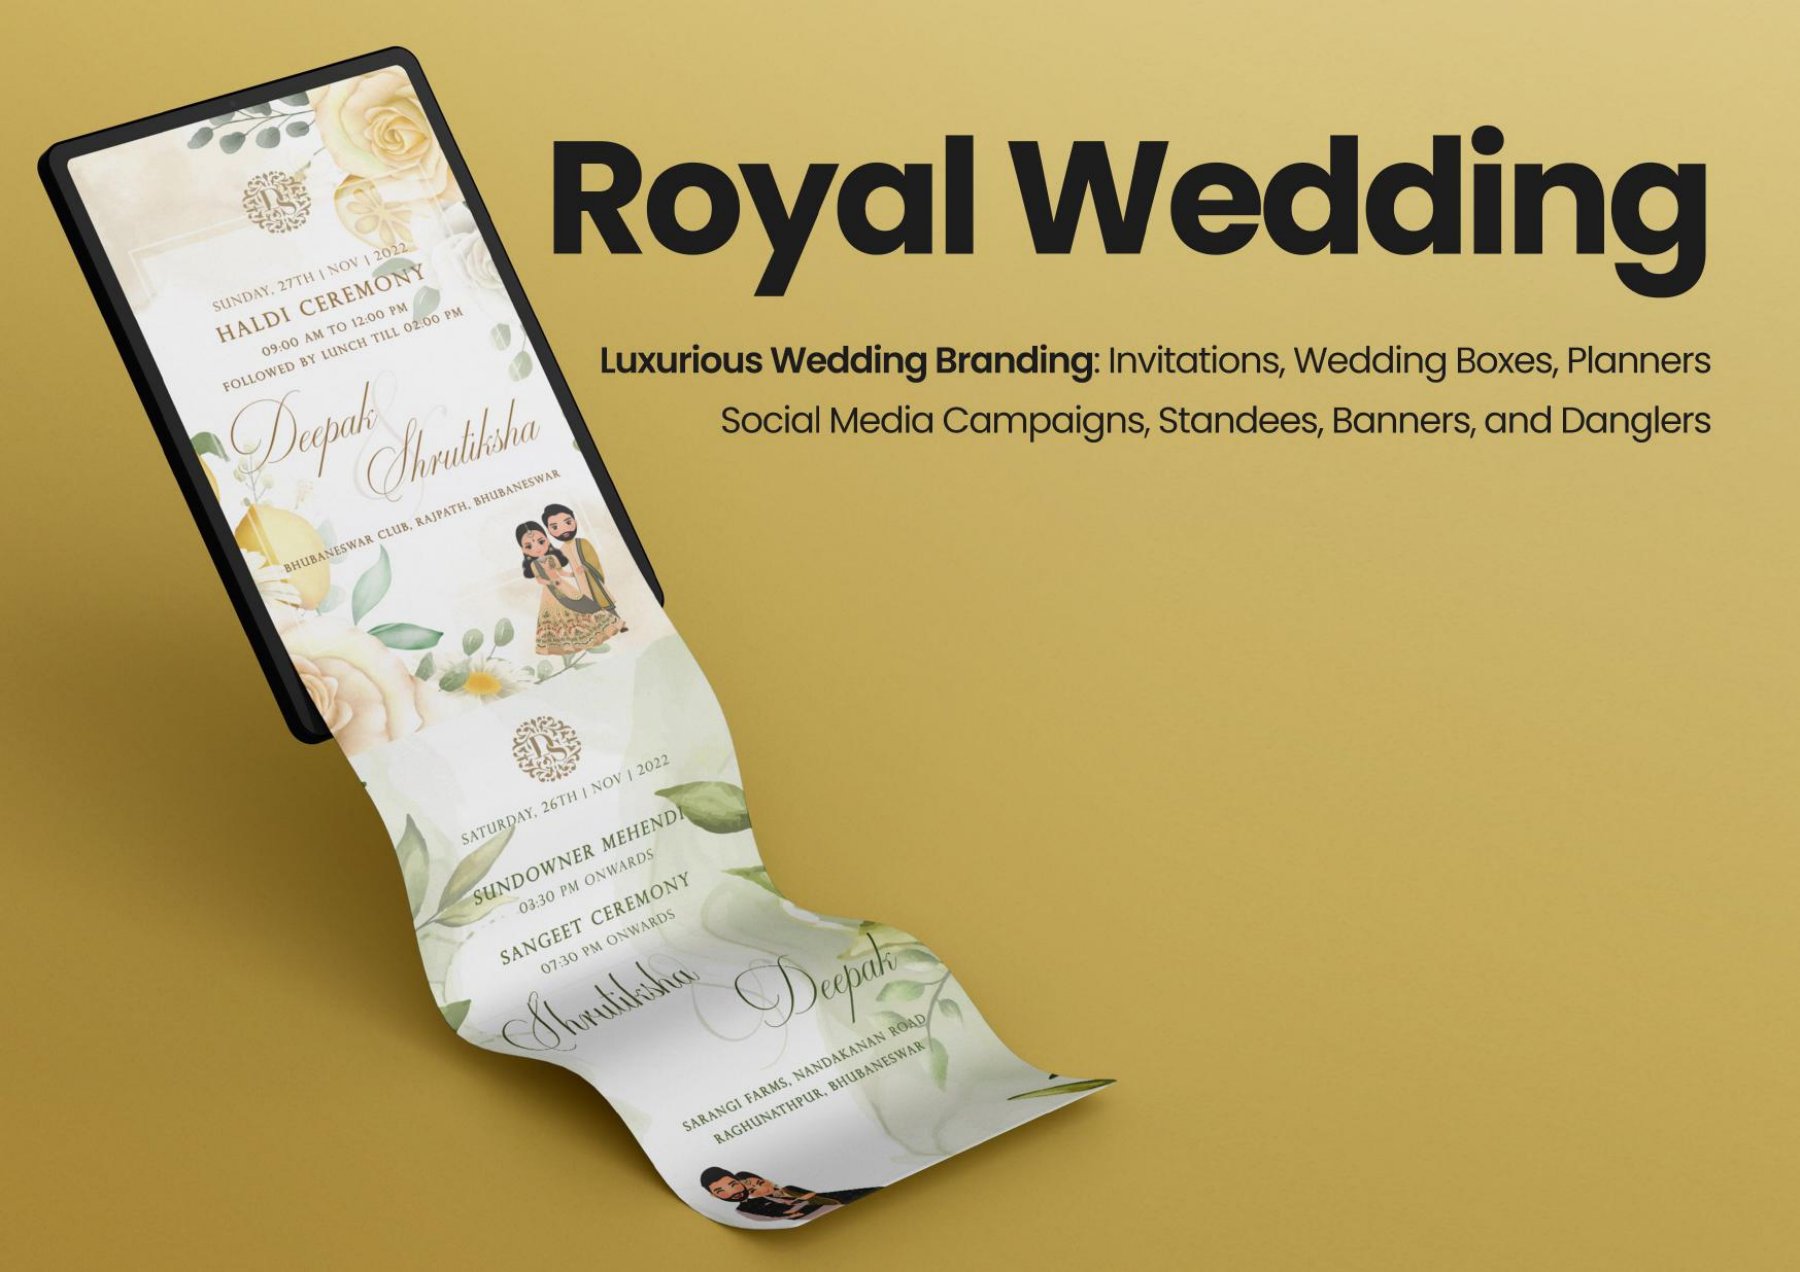 Royal Wedding
Luxurious Wedding Branding: Invitations, Wedding Boxes, Planners
Social Media Campaigns, Standees, Banners, and Danglers
DS
SUNDAY, 27TH | NOV | 2022
HALDI CEREMONY
09:00 AM TO 12:00 PM
FOLLOWED BY LUNCH TILL 02:00 PM
Deepak
&
Shrutiksha
BHUBANESWAR CLUB, RAJPATH, BHUBANESWAR
DS
SATURDAY, 26TH | NOV | 2022
SUNDOWNER MEHENDI
03:30 PM ONWARDS
SANGEET CEREMONY
07:30 PM ONWARDS
Shrutiksha & Deepak
SARANGI FARMS, NANDAKANAN ROAD
RAGHUNATHPUR, BHUBANESWAR